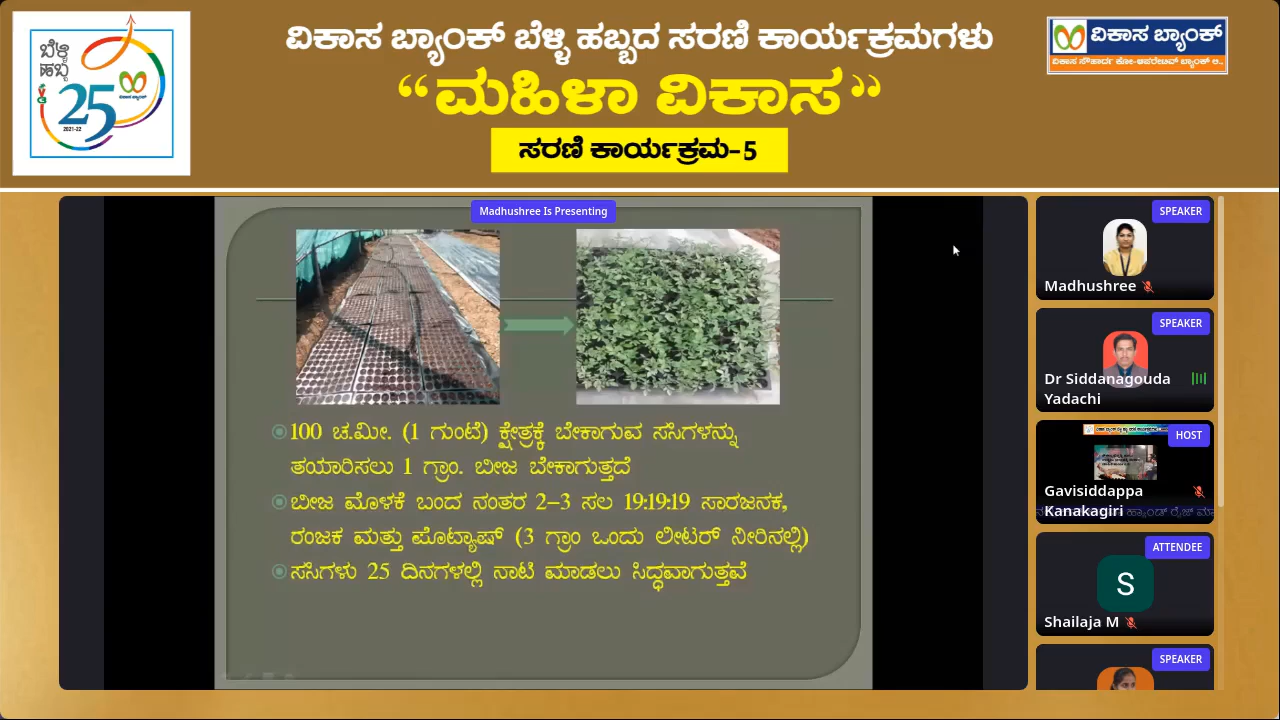 ಬೆಳ್ಳಿ
ಹಬ್ಬ
25
2021-22
ವಿಕಾಸ ಬ್ಯಾಂಕ್ ಬೆಳ್ಳಿ ಹಬ್ಬದ ಸರಣಿ ಕಾರ್ಯಕ್ರಮಗಳು
“ಮಹಿಳಾ ವಿಕಾಸ”
ಸರಣಿ ಕಾರ್ಯಕ್ರಮ-5
ವಿಕಾಸ ಬ್ಯಾಂಕ್
ವಿಕಾಸ ಸೌಹಾರ್ದ ಕೋ-ಆಪರೇಟಿವ್ ಬ್ಯಾಂಕ್ ಲಿ.,
Madhushree Is Presenting
100 ಚ.ಮೀ. (1 ಗುಂಟೆ) ಕ್ಷೇತ್ರಕ್ಕೆ ಬೇಕಾಗುವ ಸಸಿಗಳನ್ನು
ತಯಾರಿಸಲು 1 ಗ್ರಾಂ. ಬೀಜ ಬೇಕಾಗುತ್ತದೆ
ಬೀಜ ಮೊಳಕೆ ಬಂದ ನಂತರ 2–3 ಸಲ 19:19:19 ಸಾರಜನಕ,
ರಂಜಕ ಮತ್ತು ಪೊಟ್ಯಾಷ್ (3 ಗ್ರಾಂ ಒಂದು ಲೀಟರ್ ನೀರಿನಲ್ಲಿ)
ಸಸಿಗಳು 25 ದಿನಗಳಲ್ಲಿ ನಾಟಿ ಮಾಡಲು ಸಿದ್ಧವಾಗುತ್ತವೆ
SPEAKER
Madhushree
SPEAKER
Dr Siddanagouda
Yadachi
HOST
Gavisiddappa
Kanakagiri
ATTENDEE
S
Shailaja M
SPEAKER